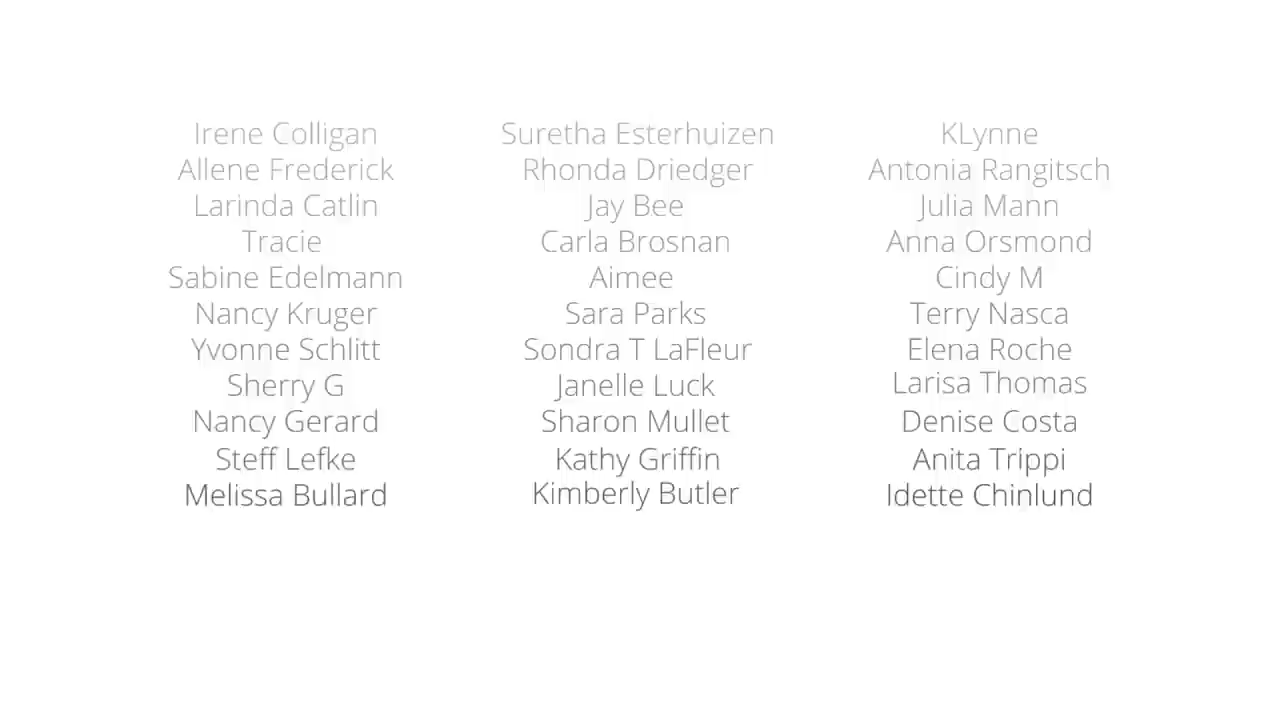 Irene Colligan
Allene Frederick
Larinda Catlin
Tracie
Sabine Edelmann
Nancy Kruger
Yvonne Schlitt
Sherry G
Nancy Gerard
Steff Lefke
Melissa Bullard
Suretha Esterhuizen
Rhonda Driedger
Jay Bee
Carla Brosnan
Aimee
Sara Parks
Sondra T LaFleur
Janelle Luck
Sharon Mullet
Kathy Griffin
Kimberly Butler
KLynne
Antonia Rangitsch
Julia Mann
Anna Orsmond
Cindy M
Terry Nasca
Elena Roche
Larisa Thomas
Denise Costa
Anita Trippi
Idette Chinlund